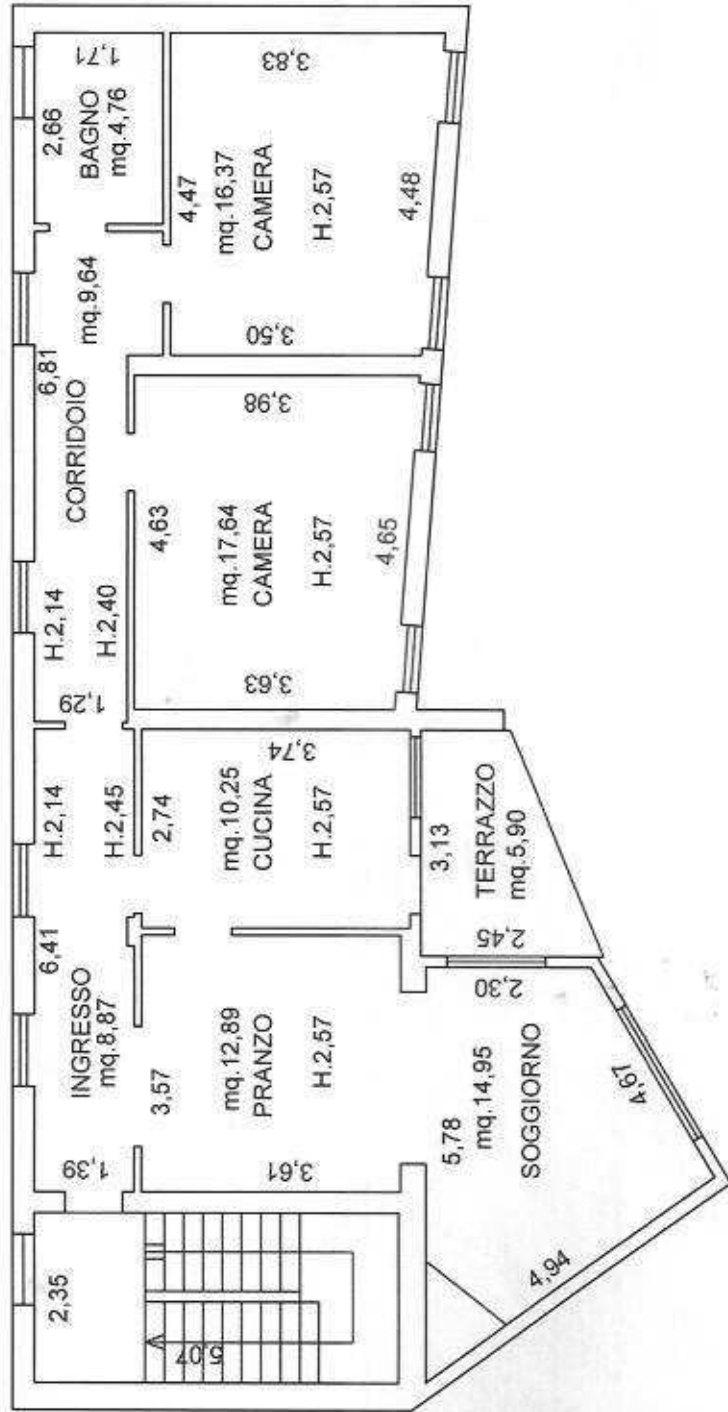 2,66
1,71
BAGNO
mq.4,76
mq.9,64
6,81
CORRIDOIO
H.2,14
H.2,40
1,29
3,83
4,47
mq.16,37
CAMERA
H.2,57
3,50
4,48
3,98
4,63
mq.17,64
CAMERA
H.2,57
3,63
4,65
H.2,14
H.2,45
6,41
INGRESSO
mq.8,87
1,39
3,74
2,74
mq.10,25
CUCINA
H.2,57
3,13
TERRAZZO
mq.5,90
2,45
3,57
mq.12,89
PRANZO
H.2,57
3,61
2,30
5,78
mq.14,95
SOGGIORNO
4,67
4,94
2,35
5,07